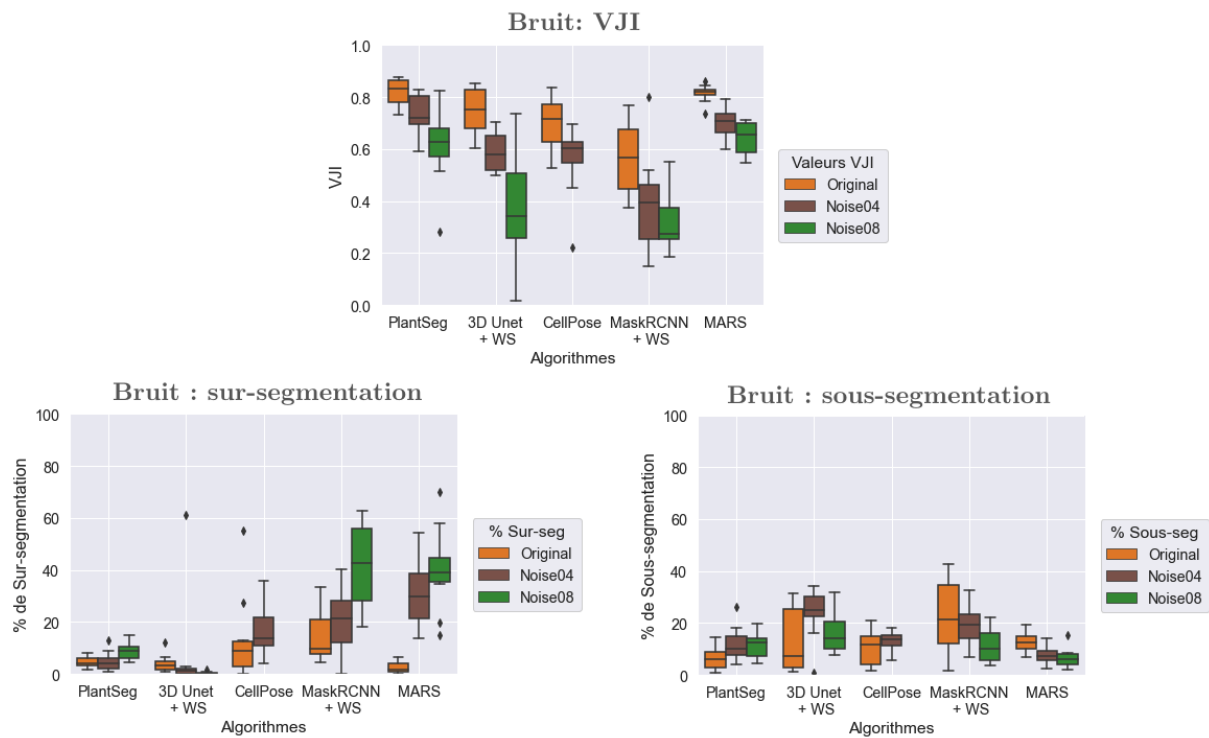 Bruit: VJI
1.0
0.8
0.6
0.4
0.2
0.0
VJI
PlantSeg
3D Unet
+ WS
CellPose
MaskRCNN
+ WS
MARS
Algorithmes
Valeurs VJI
Original
Noise04
Noise08
Bruit : sur-segmentation
100
80
60
40
20
0
% de Sur-segmentation
PlantSeg
3D Unet
+ WS
CellPose
MaskRCNN
+ WS
MARS
Algorithmes
% Sur-seg
Original
Noise04
Noise08
Bruit : sous-segmentation
100
80
60
40
20
0
% de Sous-segmentation
PlantSeg
3D Unet
+ WS
CellPose
MaskRCNN
+ WS
MARS
Algorithmes
% Sous-seg
Original
Noise04
Noise08